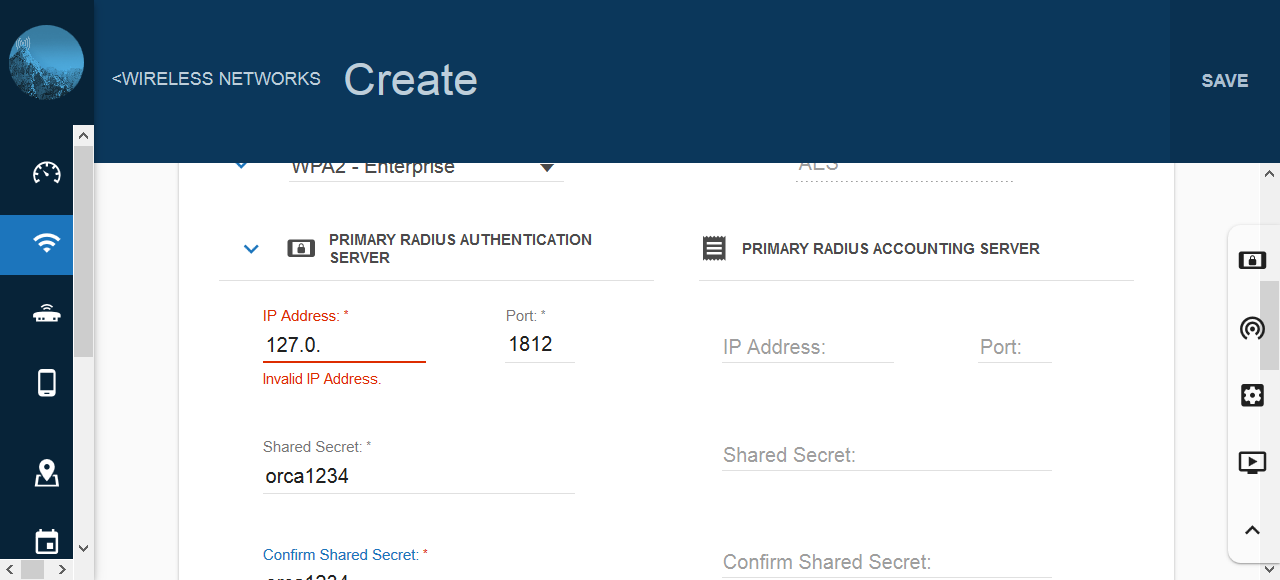 <WIRELESS NETWORKS Create SAVE
WPA2 - Enterprise AES
PRIMARY RADIUS AUTHENTICATION
SERVER
PRIMARY RADIUS ACCOUNTING SERVER
IP Address: * Port: *
127.0. 1812
Invalid IP Address.
IP Address: Port:
Shared Secret: *
orca1234
Shared Secret:
Confirm Shared Secret: *
orca1234
Confirm Shared Secret: